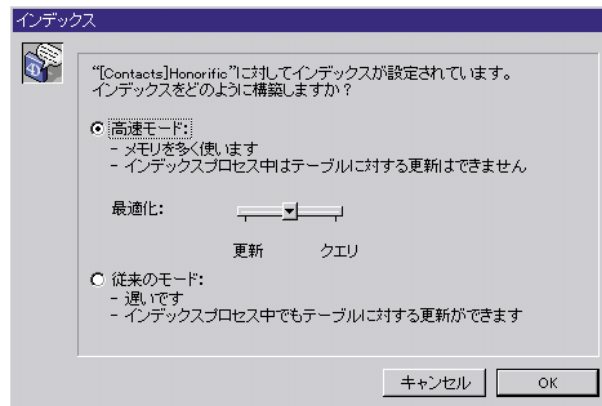 インデックス
“[Contacts]Honorific”に対してインデックスが設定されています。
インデックスをどのように構築しますか？
高速モード:
- メモリを多く使います
- インデックスプロセス中はテーブルに対する更新はできません
最適化:
更新 クエリ
従来のモード:
- 遅いです
- インデックスプロセス中でもテーブルに対する更新ができます
キャンセル OK